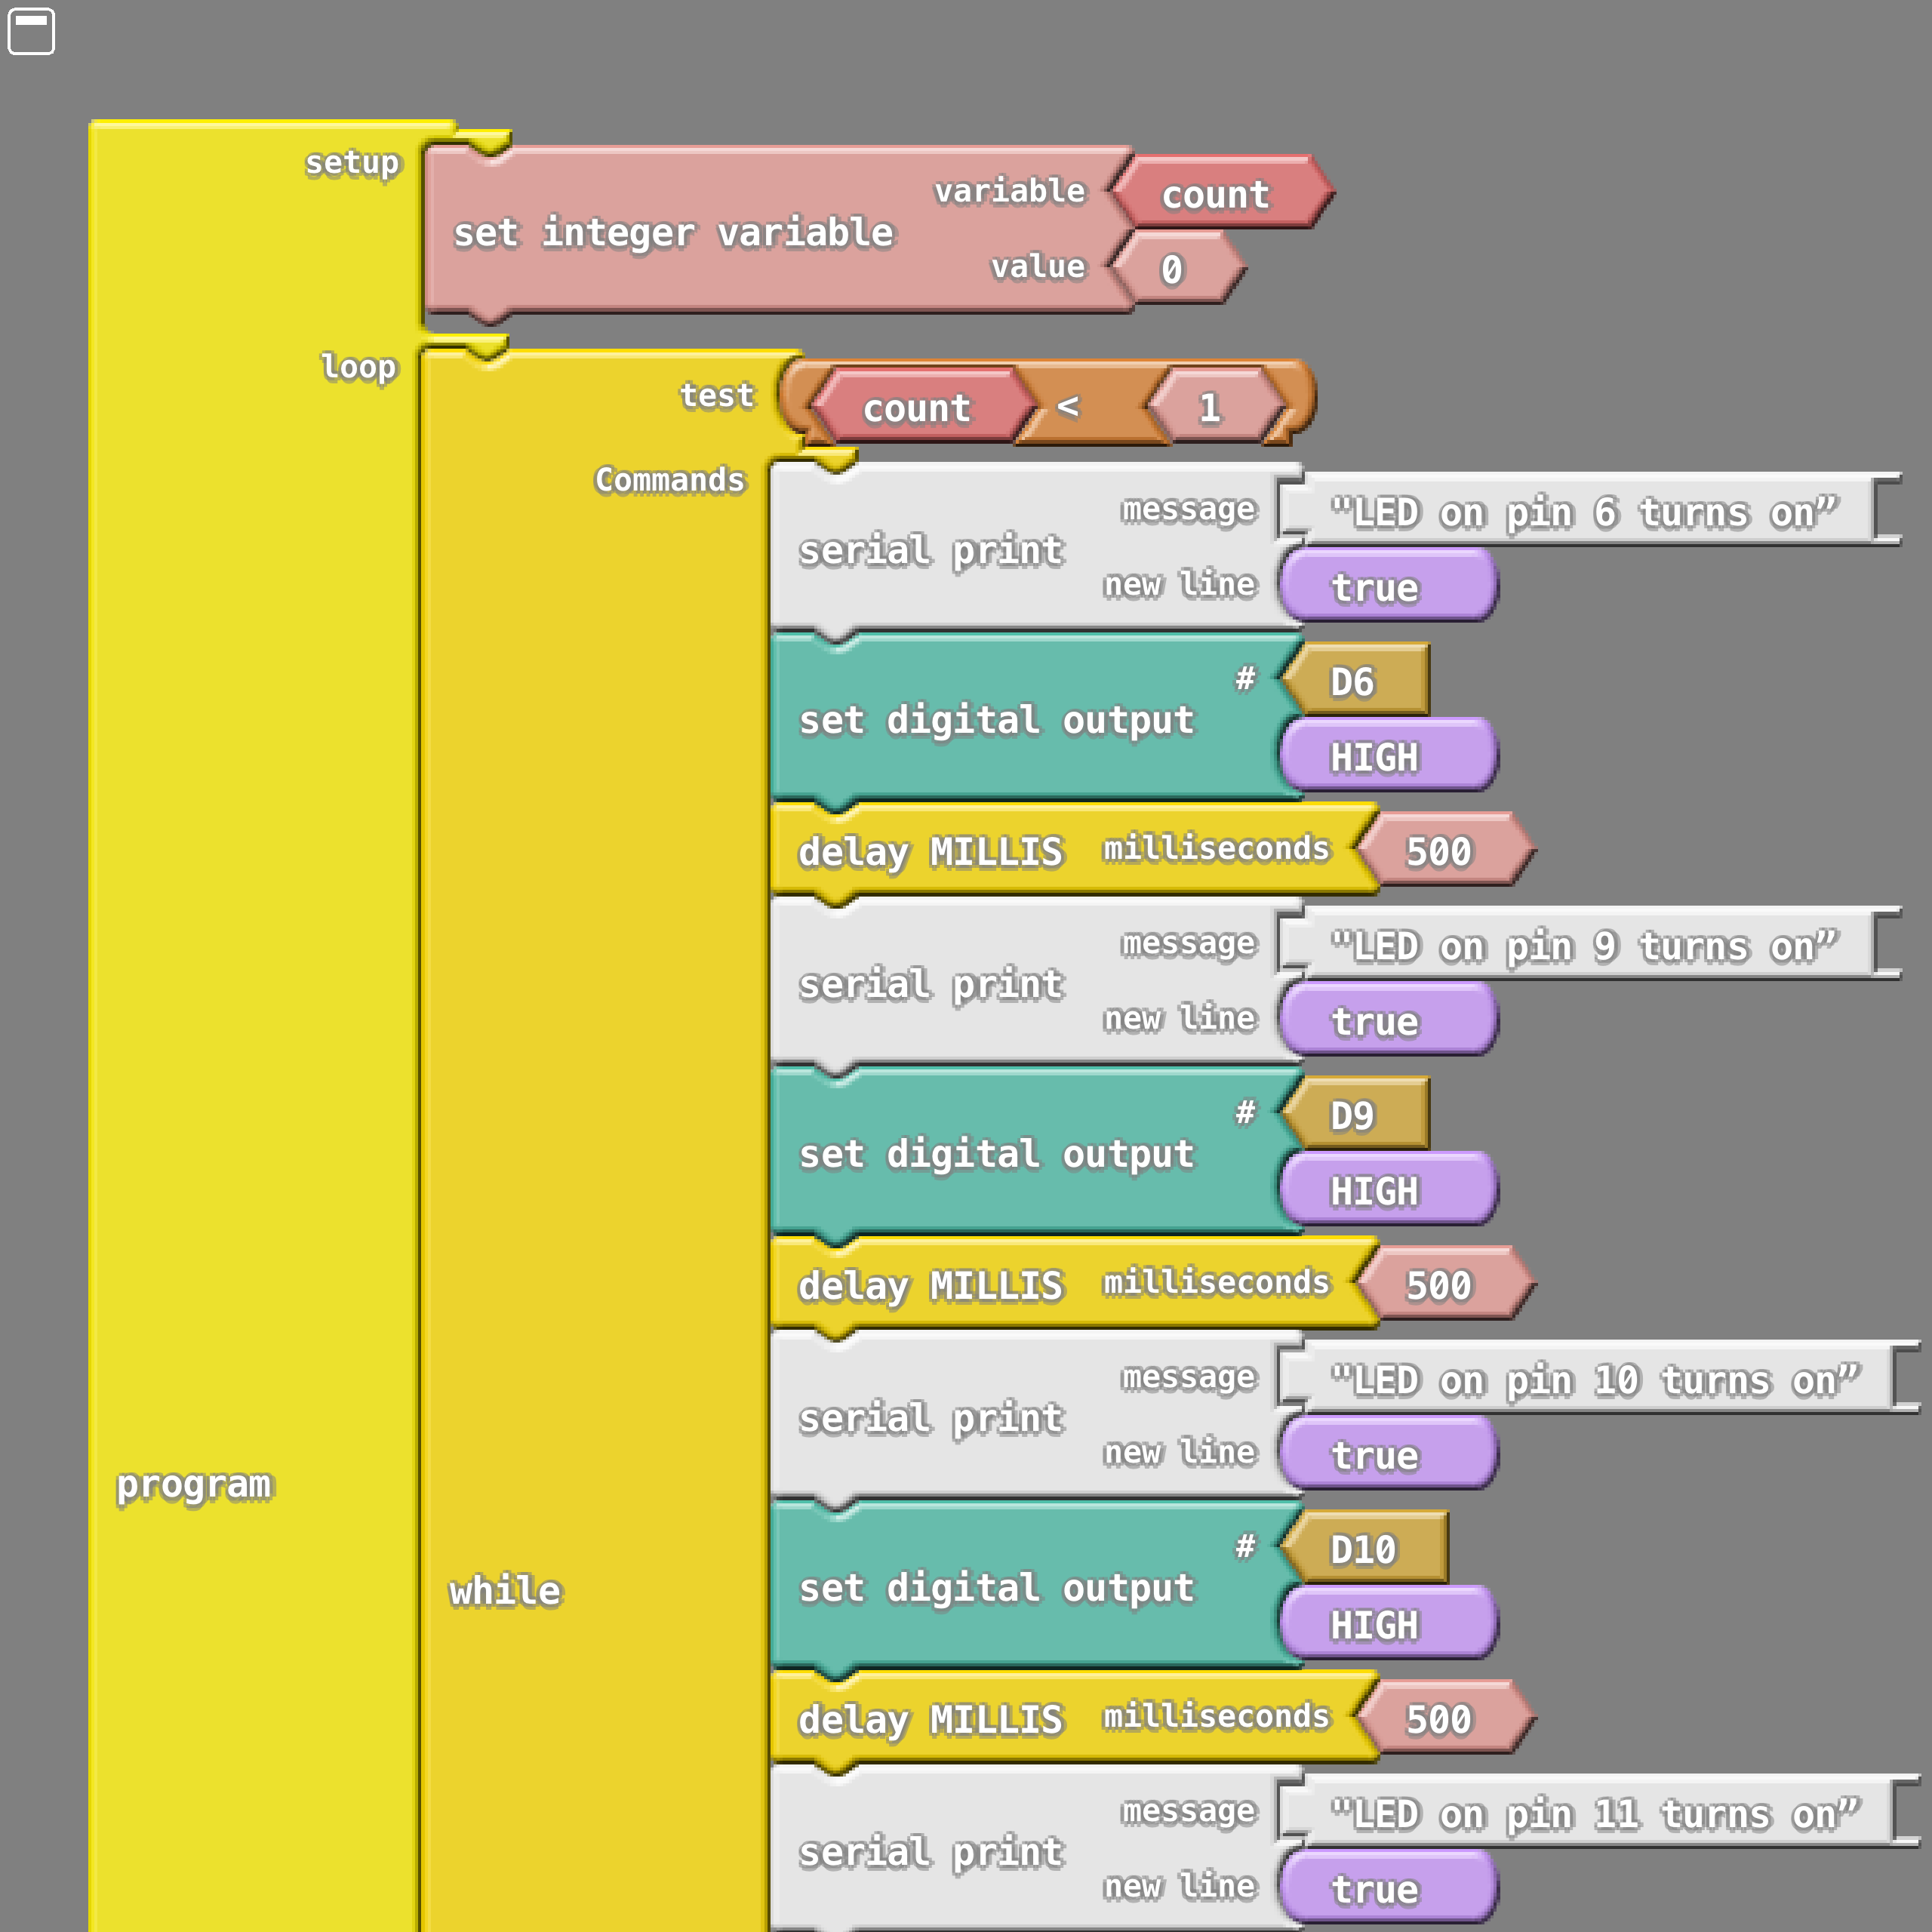 setup
set integer variable
variable
count
value
0
loop
test
count < 1
Commands
serial print
message
"LED on pin 6 turns on”
new line
true
set digital output
#
D6
HIGH
delay MILLIS milliseconds 500
serial print
message
"LED on pin 9 turns on”
new line
true
set digital output
#
D9
HIGH
delay MILLIS milliseconds 500
serial print
message
"LED on pin 10 turns on”
new line
true
program
while
set digital output
#
D10
HIGH
delay MILLIS milliseconds 500
serial print
message
"LED on pin 11 turns on”
new line
true